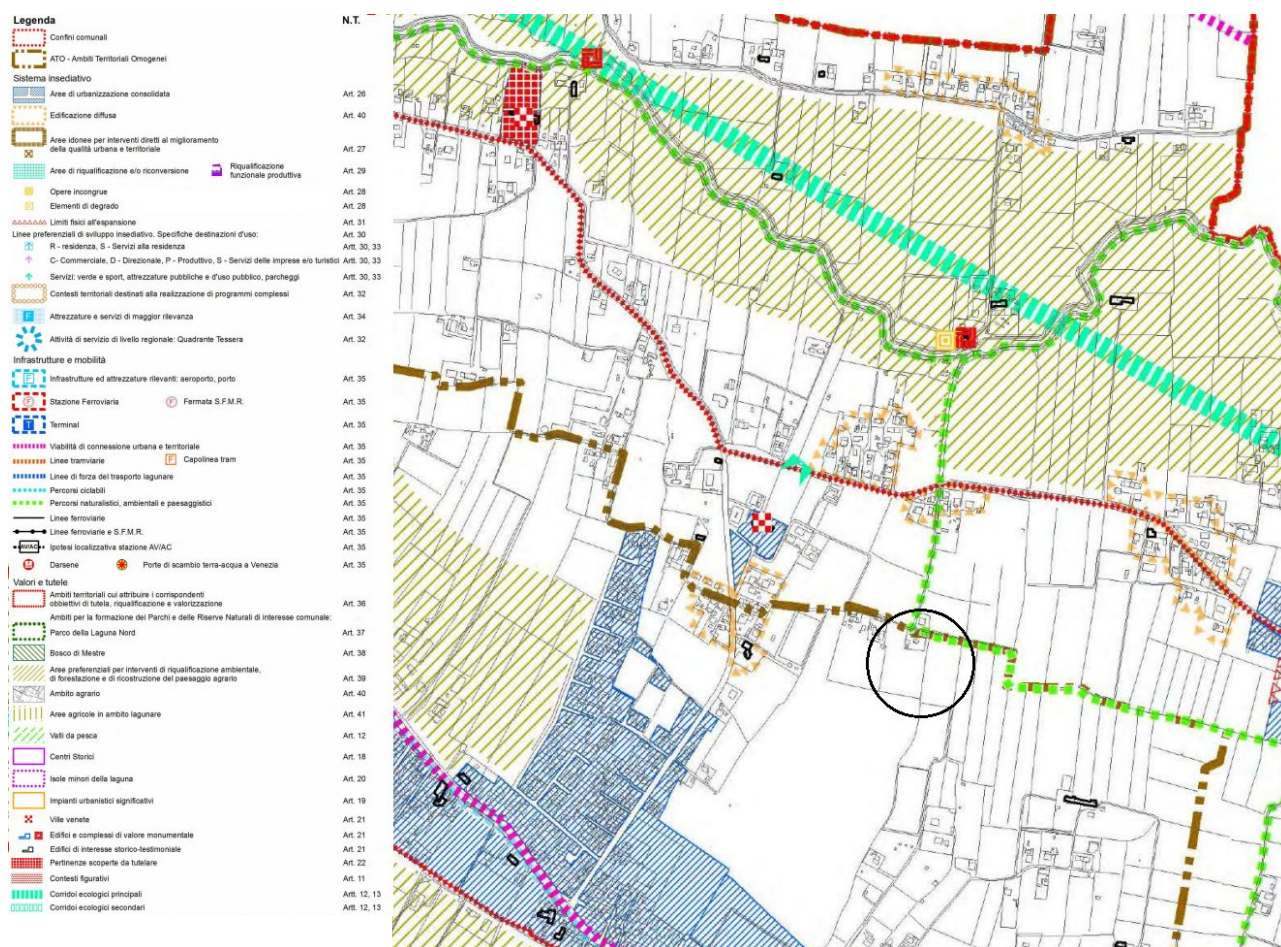 Legenda N.T.
Confini comunali
ATO - Ambiti Territoriali Omogenei
Sistema insediativo
Aree di urbanizzazione consolidata Art. 26
Edificazione diffusa Art. 40
Aree idonee per interventi diretti al miglioramento
della qualità urbana e territoriale Art. 27
Aree di riqualificazione e/o riconversione Riqualificazione funzionale produttiva Art. 29
Opere incongrue Art. 28
Elementi di degrado Art. 28
Limiti fisici all'espansione Art. 31
Linee preferenziali di sviluppo insediativo. Specifiche destinazioni d'uso: Art. 30
R - residenza, S - Servizi alla residenza Artt. 30, 33
C- Commerciale, D - Direzionale, P - Produttivo, S - Servizi delle imprese e/o turistici Artt. 30, 33
Servizi: verde e sport, attrezzature pubbliche e d'uso pubblico, parcheggi Artt. 30, 33
Contesti territoriali destinati alla realizzazione di programmi complessi Art. 32
F Attrezzature e servizi di maggior rilevanza Art. 34
Attività di servizio di livello regionale: Quadrante Tessera Art. 32
Infrastrutture e mobilità
F Infrastrutture ed attrezzature rilevanti: aeroporto, porto Art. 35
F Stazione Ferroviaria F Fermata S.F.M.R. Art. 35
T Terminal Art. 35
Viabilità di connessione urbana e territoriale Art. 35
Linee tramviarie F Capolinea tram Art. 35
Linee di forza del trasporto lagunare Art. 35
Percorsi ciclabili Art. 35
Percorsi naturalistici, ambientali e paesaggistici Art. 35
Linee ferroviarie Art. 35
Linee ferroviarie e S.F.M.R. Art. 35
AV/AC Ipotesi localizzativa stazione AV/AC Art. 35
Darsene Porte di scambio terra-acqua a Venezia Art. 35
Valori e tutele
Ambiti territoriali cui attribuire i corrispondenti
obbiettivi di tutela, riqualificazione e valorizzazione Art. 36
Ambiti per la formazione dei Parchi e delle Riserve Naturali di interesse comunale:
Parco della Laguna Nord Art. 37
Bosco di Mestre Art. 38
Aree preferenziali per interventi di riqualificazione ambientale,
di forestazione e di ricostruzione del paesaggio agrario Art. 39
Ambito agrario Art. 40
Aree agricole in ambito lagunare Art. 41
Valli da pesca Art. 12
Centri Storici Art. 18
Isole minori della laguna Art. 20
Impianti urbanistici significativi Art. 19
Ville venete Art. 21
Edifici e complessi di valore monumentale Art. 21
Edifici di interesse storico-testimoniale Art. 21
Pertinenze scoperte da tutelare Art. 22
Contesti figurativi Art. 11
Corridoi ecologici principali Artt. 12, 13
Corridoi ecologici secondari Artt. 12, 13